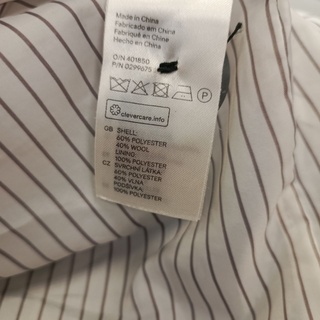 Made in China
Fabricado em China
Fabriqué en Chine
Hecho en China
O/N 401850
P/N 0299675
P
clevercare.info
GB SHELL:
60% POLYESTER
40% WOOL
LINING:
100% POLYESTER
CZ SVRCHNÍ LÁTKA:
60% POLYESTER
40% VLNA
PODŠÍVKA:
100% POLYESTER